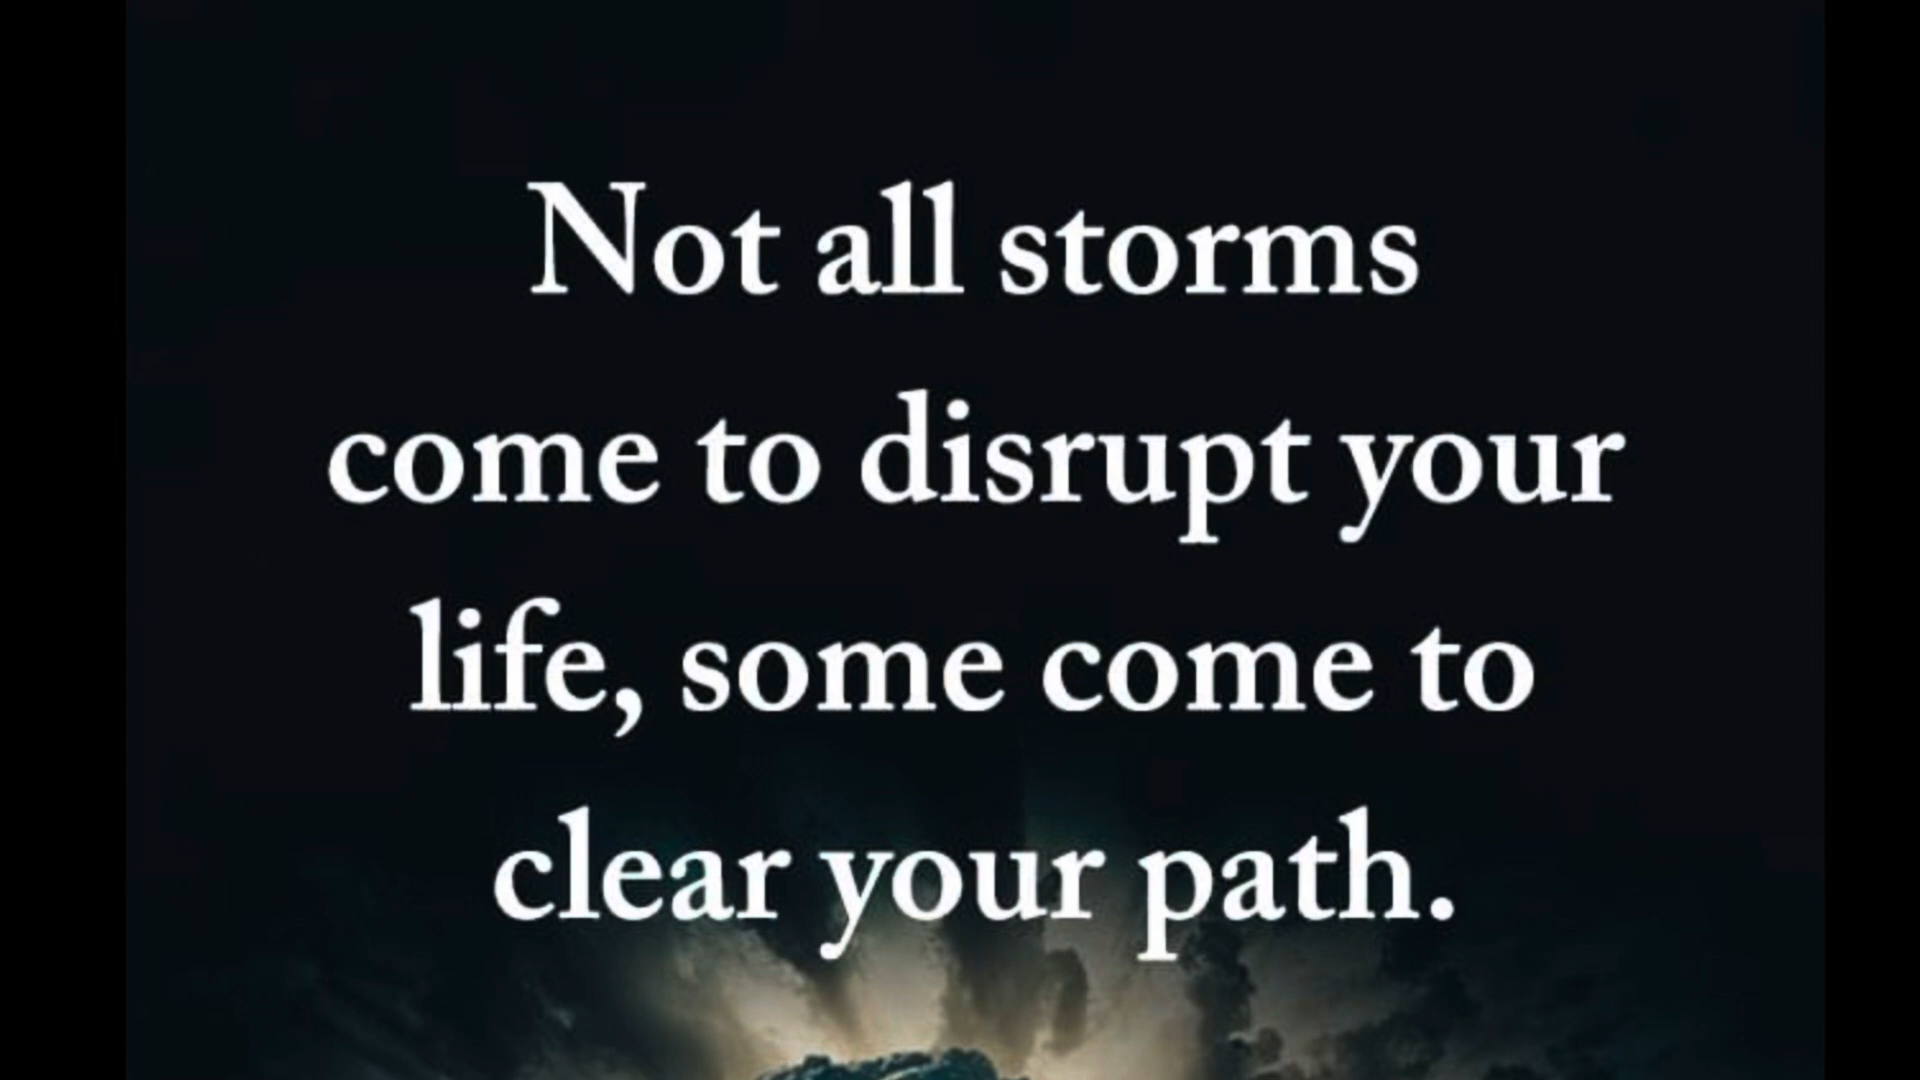 Not all storms
come to disrupt your
life, some come to
clear your path.